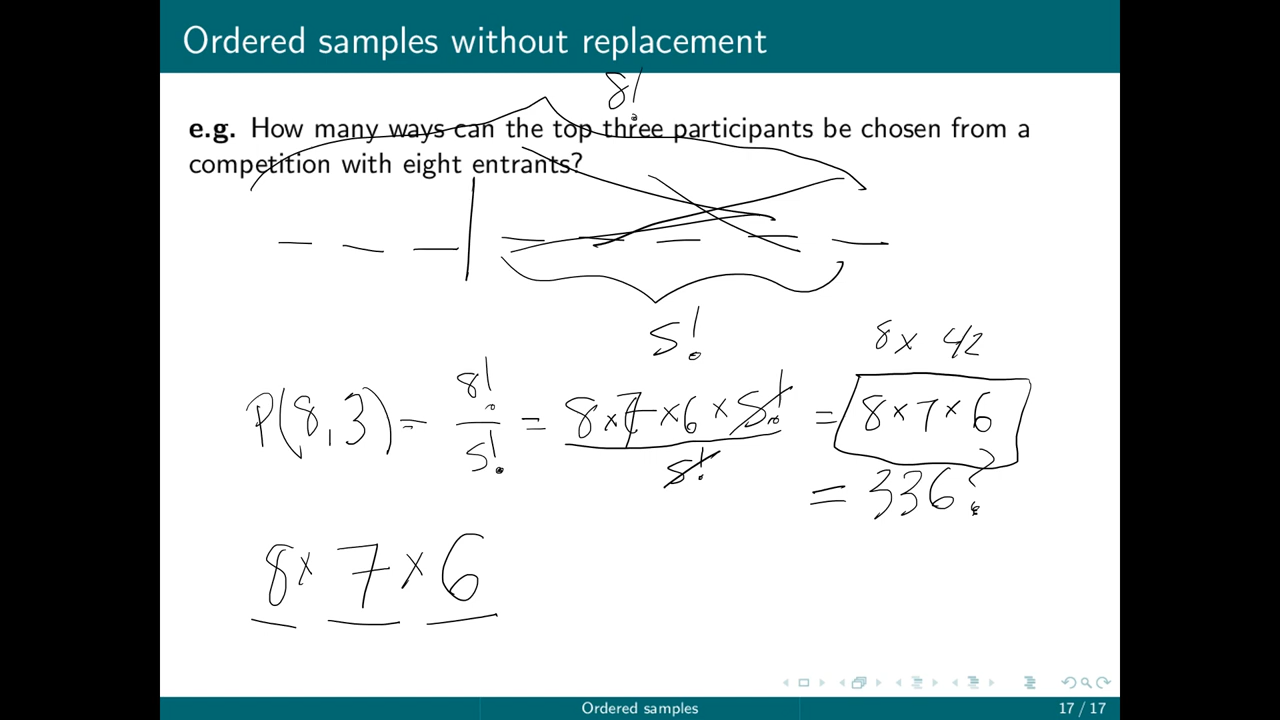 Ordered samples without replacement
8!
e.g. How many ways can the top three participants be chosen from a
competition with eight entrants?
5!
8 × 42
P(8,3) = 8!/5! = 8×7×6×5!/5! = 8×7×6
= 336?
8 × 7 × 6
Ordered samples
17 / 17